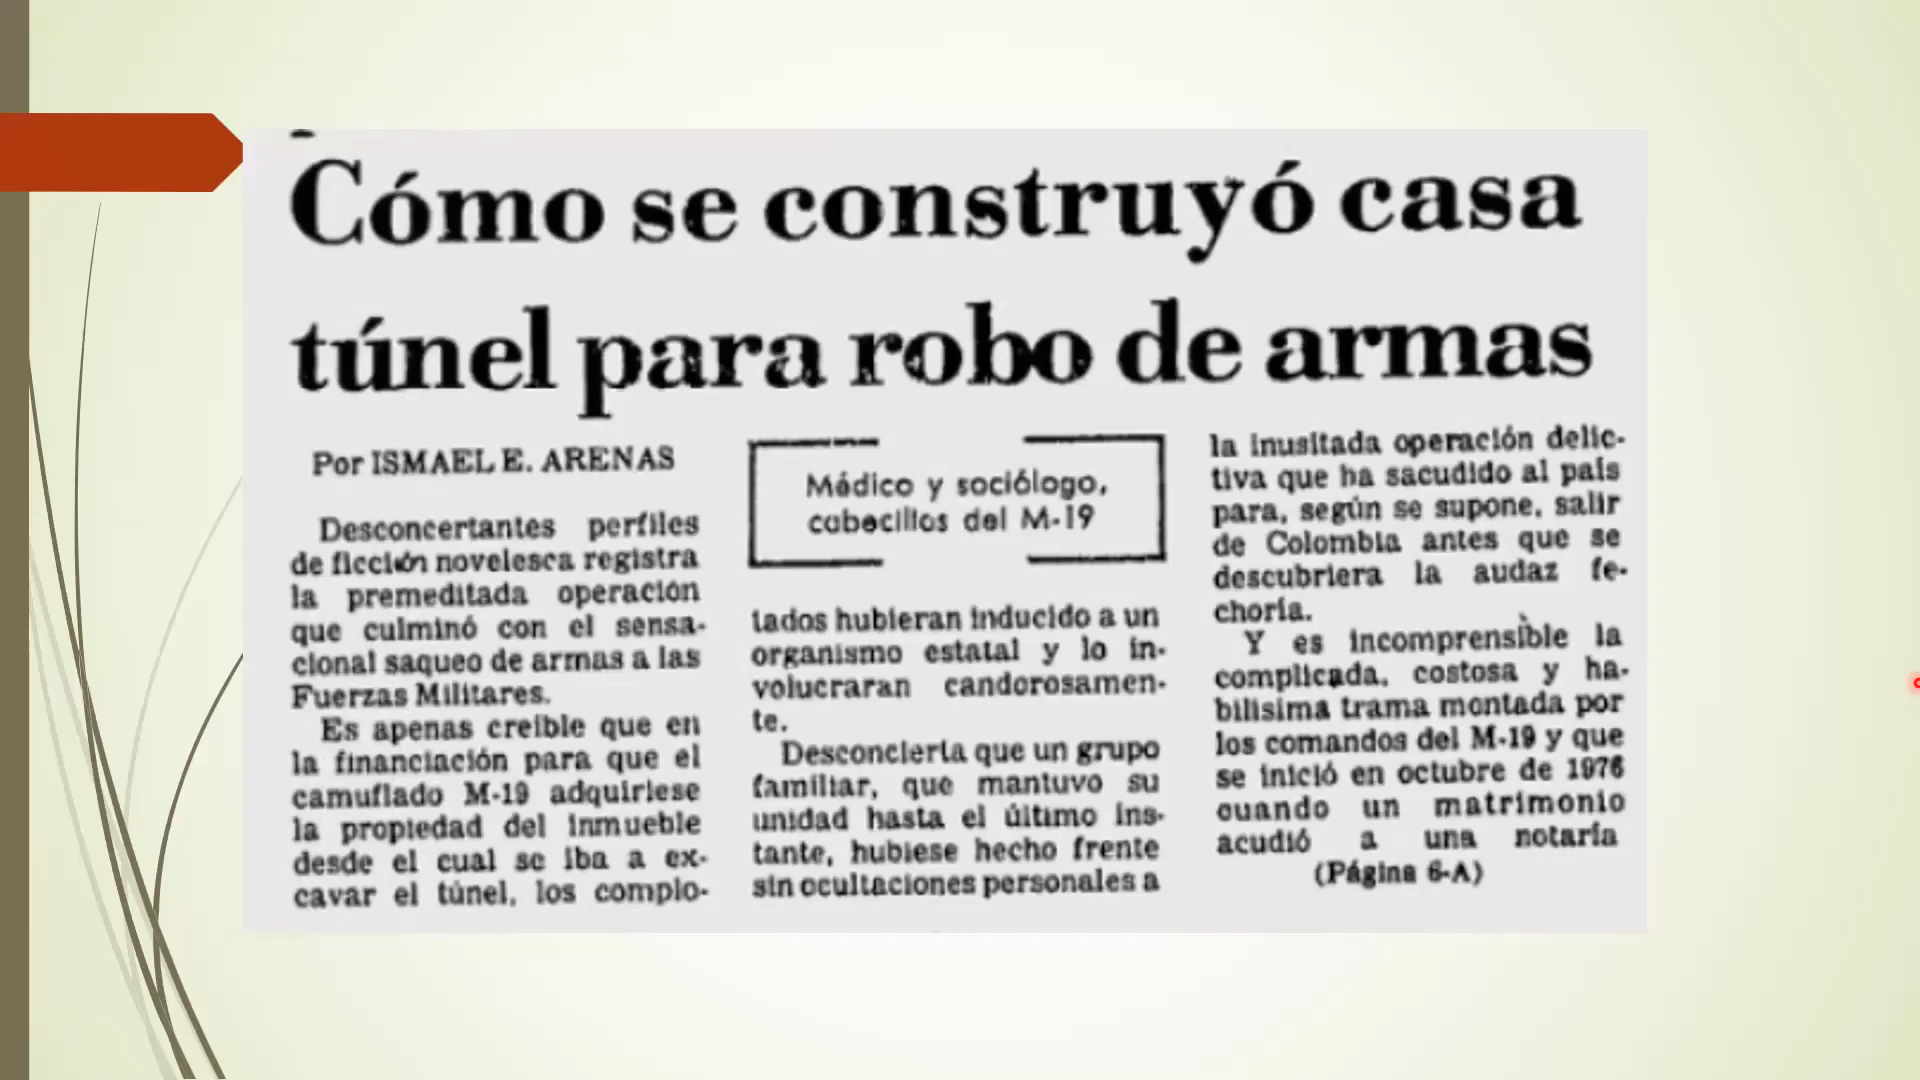 Cómo se construyó casa
túnel para robo de armas
Por ISMAEL E. ARENAS
Desconcertantes perfiles
de ficción novelesca registra
la premeditada operación
que culminó con el sensa-
cional saqueo de armas a las
Fuerzas Militares.
Es apenas creíble que en
la financiación para que el
camuflado M-19 adquiriese
la propiedad del inmueble
desde el cual se iba a ex-
cavar el túnel, los complo-
Médico y sociólogo,
cabecillas del M-19
tados hubieran inducido a un
organismo estatal y lo in-
volucraran candorosamen-
te.
Desconcierta que un grupo
familiar, que mantuvo su
unidad hasta el último ins-
tante, hubiese hecho frente
sin ocultaciones personales a
la inusitada operación delic-
tiva que ha sacudido al país
para, según se supone, salir
de Colombia antes que se
descubriera la audaz fe-
choría.
Y es incomprensible la
complicada, costosa y ha-
bilísima trama montada por
los comandos del M-19 y que
se inició en octubre de 1976
cuando un matrimonio
acudió a una notaría
(Página 6-A)